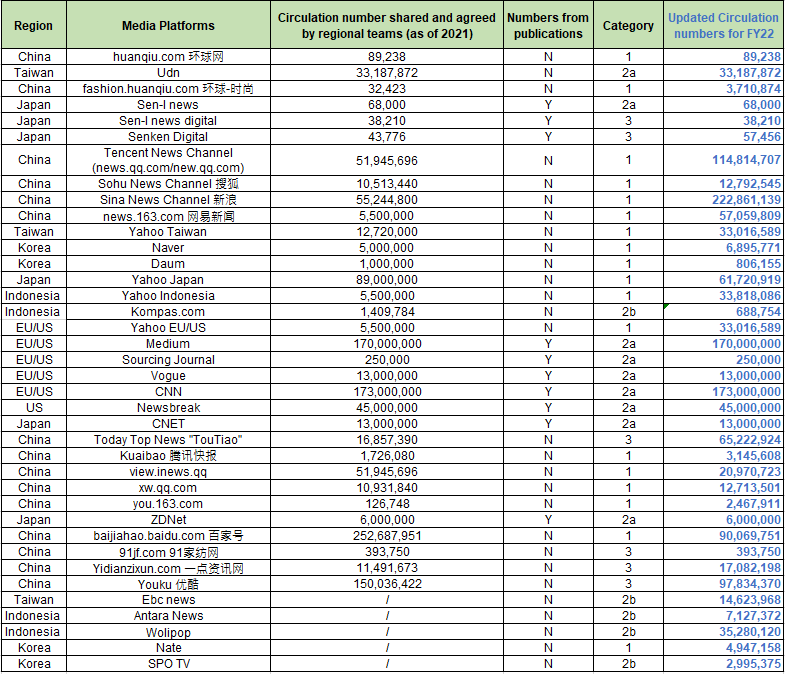 Region Media Platforms Circulation number shared and agreed by regional teams (as of 2021) Numbers from publications Category Updated Circulation numbers for FY22
China huanqiu.com 环球网 89,238 N 1 89,238
Taiwan Udn 33,187,872 N 2a 33,187,872
China fashion.huanqiu.com 环球-时尚 32,423 N 1 3,710,874
Japan Sen-I news 68,000 Y 2a 68,000
Japan Sen-I news digital 38,210 Y 3 38,210
Japan Senken Digital 43,776 Y 3 57,456
China Tencent News Channel (news.qq.com/new.qq.com) 51,945,696 N 1 114,814,707
China Sohu News Channel 搜狐 10,513,440 N 1 12,792,545
China Sina News Channel 新浪 55,244,800 N 1 222,861,139
China news.163.com 网易新闻 5,500,000 N 1 57,059,809
Taiwan Yahoo Taiwan 12,720,000 N 1 33,016,589
Korea Naver 5,000,000 N 1 6,895,771
Korea Daum 1,000,000 N 1 806,155
Japan Yahoo Japan 89,000,000 N 1 61,720,919
Indonesia Yahoo Indonesia 5,500,000 N 1 33,818,086
Indonesia Kompas.com 1,409,784 N 2b 688,754
EU/US Yahoo EU/US 5,500,000 N 1 33,016,589
EU/US Medium 170,000,000 Y 2a 170,000,000
EU/US Sourcing Journal 250,000 Y 2a 250,000
EU/US Vogue 13,000,000 Y 2a 13,000,000
EU/US CNN 173,000,000 Y 2a 173,000,000
US Newsbreak 45,000,000 Y 2a 45,000,000
Japan CNET 13,000,000 Y 2a 13,000,000
China Today Top News "TouTiao" 16,857,390 N 3 65,222,924
China Kuaibao 腾讯快报 1,726,080 N 1 3,145,608
China view.inews.qq 51,945,696 N 1 20,970,723
China xw.qq.com 10,931,840 N 1 12,713,501
China you.163.com 126,748 N 1 2,467,911
Japan ZDNet 6,000,000 Y 2a 6,000,000
China baijiahao.baidu.com 百家号 252,687,951 N 1 90,069,751
China 91jf.com 91家纺网 393,750 N 3 393,750
China Yidianzixun.com 一点资讯网 11,491,673 N 3 17,082,198
China Youku 优酷 150,036,422 N 3 97,834,370
Taiwan Ebc news / N 2b 14,623,968
Indonesia Antara News / N 2b 7,127,372
Indonesia Wolipop / N 2b 35,280,120
Korea Nate / N 1 4,947,158
Korea SPO TV / N 2b 2,995,375